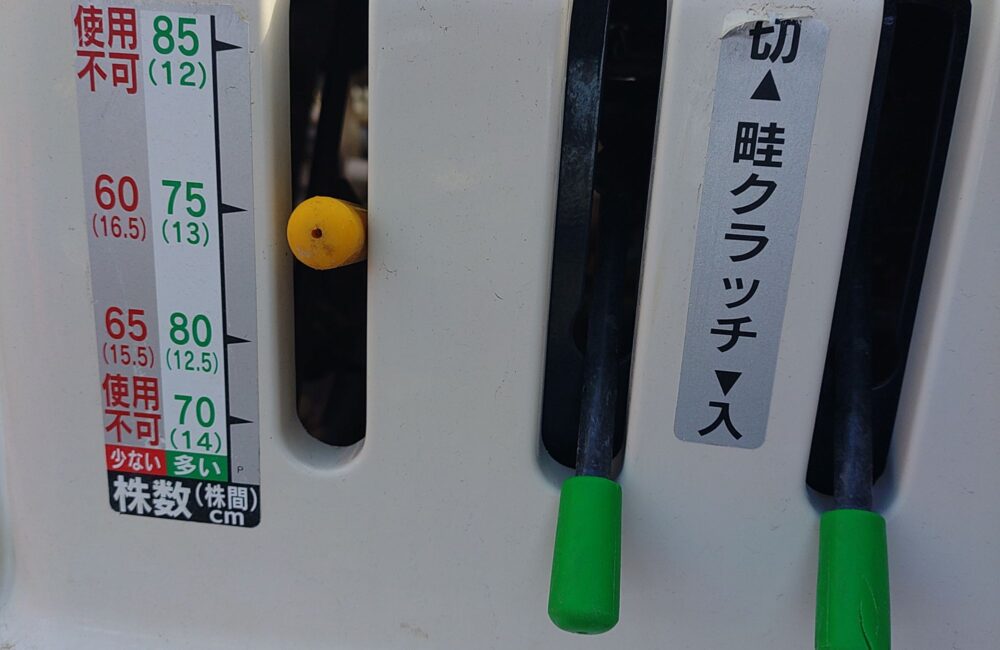 使用 85
不可 (12)
60 75
(16.5) (13)
65 80
(15.5) (12.5)
使用 70
不可 (14)
少ない 多い P
株数(株間)
cm
切
▲
畦クラッチ
▼
入